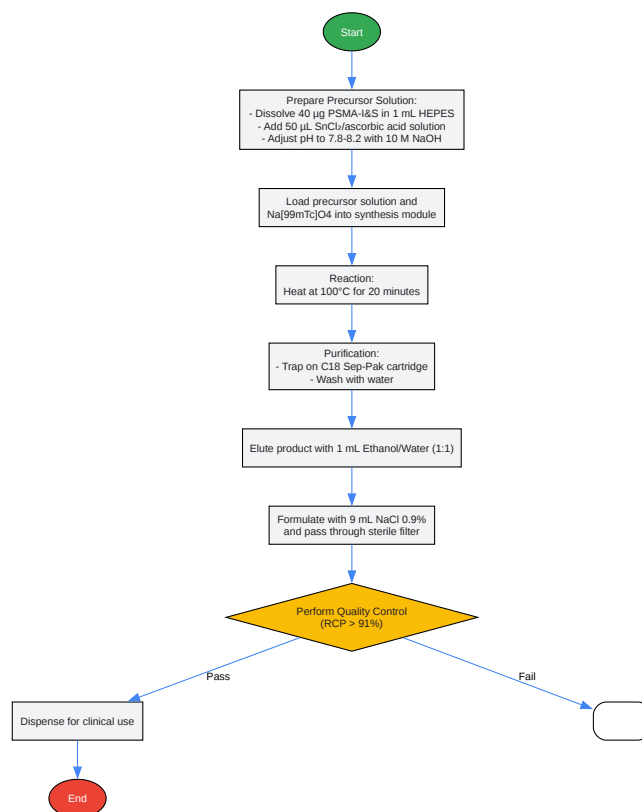 Start
Prepare Precursor Solution:
- Dissolve 40 µg PSMA-I&S in 1 mL HEPES
- Add 50 µL SnCl₂/ascorbic acid solution
- Adjust pH to 7.8-8.2 with 10 M NaOH
Load precursor solution and
Na[99mTc]O4 into synthesis module
Reaction:
Heat at 100°C for 20 minutes
Purification:
- Trap on C18 Sep-Pak cartridge
- Wash with water
Elute product with 1 mL Ethanol/Water (1:1)
Formulate with 9 mL NaCl 0.9%
and pass through sterile filter
Perform Quality Control
(RCP > 91%)
Pass
Fail
Dispense for clinical use
End